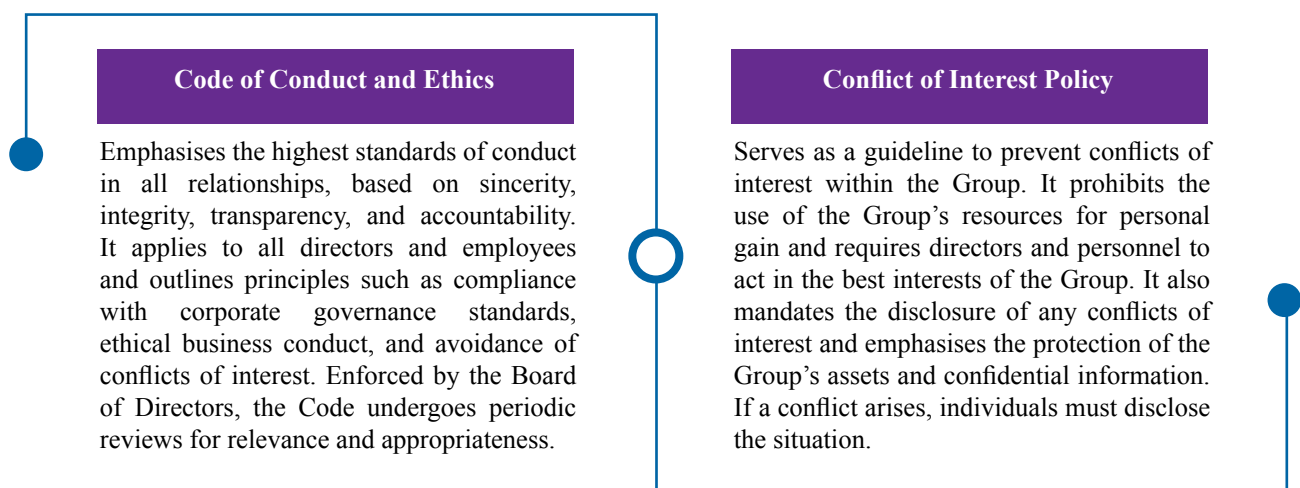 Code of Conduct and Ethics
Emphasises the highest standards of conduct
in all relationships, based on sincerity,
integrity, transparency, and accountability.
It applies to all directors and employees
and outlines principles such as compliance
with corporate governance standards,
ethical business conduct, and avoidance of
conflicts of interest. Enforced by the Board
of Directors, the Code undergoes periodic
reviews for relevance and appropriateness.
Conflict of Interest Policy
Serves as a guideline to prevent conflicts of
interest within the Group. It prohibits the
use of the Group’s resources for personal
gain and requires directors and personnel to
act in the best interests of the Group. It also
mandates the disclosure of any conflicts of
interest and emphasises the protection of the
Group’s assets and confidential information.
If a conflict arises, individuals must disclose
the situation.